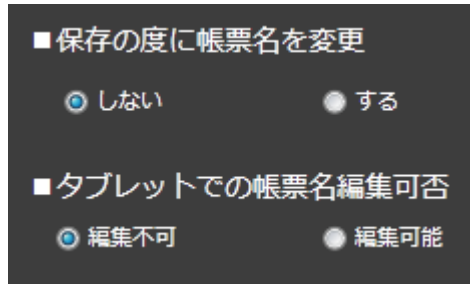 ■保存の度に帳票名を変更
しない する
■タブレットでの帳票名編集可否
編集不可 編集可能